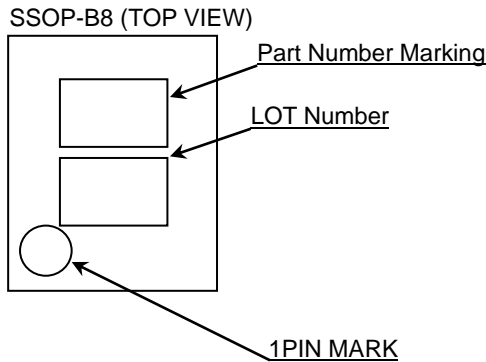 SSOP-B8 (TOP VIEW)
Part Number Marking
LOT Number
1PIN MARK